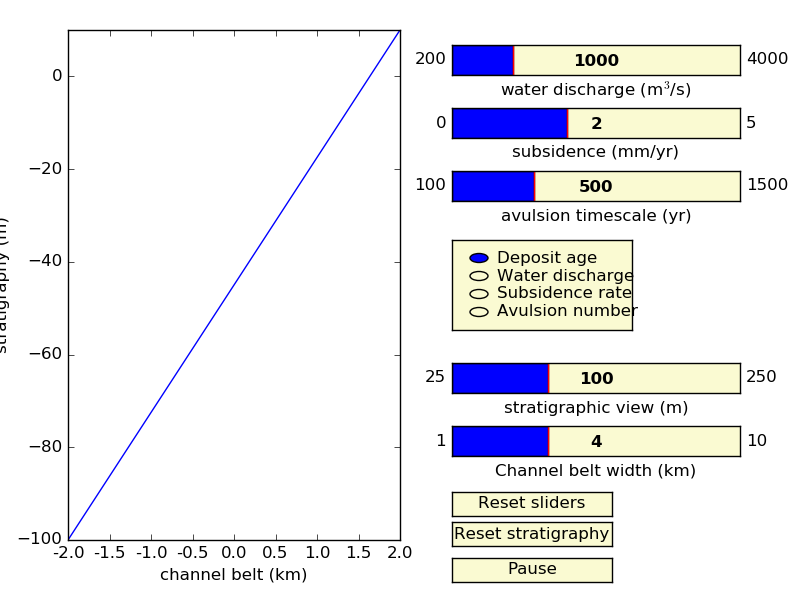 0
−20
−40
−60
−80
−100
-2.0 -1.5 -1.0 -0.5 0.0 0.5 1.0 1.5 2.0
channel belt (km)
stratigraphy (m)
200 1000 4000
water discharge (m³/s)
0 2 5
subsidence (mm/yr)
100 500 1500
avulsion timescale (yr)
Deposit age
Water discharge
Subsidence rate
Avulsion number
25 100 250
stratigraphic view (m)
1 4 10
Channel belt width (km)
Reset sliders
Reset stratigraphy
Pause